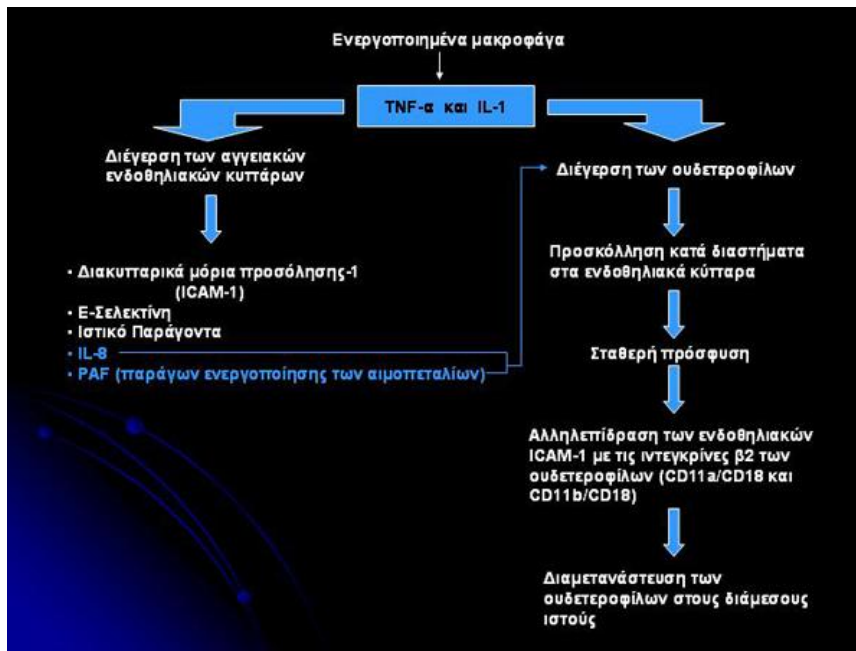 Ενεργοποιημένα μακροφάγα
TNF-α και IL-1
Διέγερση των αγγειακών
ενδοθηλιακών κυττάρων
▪ Διακυτταρικά μόρια προσόλησης-1
(ICAM-1)
▪ Ε-Σελεκτίνη
▪ Ιστικό Παράγοντα
▪ IL-8
▪ PAF (παράγων ενεργοποίησης των αιμοπεταλίων)
Διέγερση των ουδετεροφίλων
Προσκόλληση κατά διαστήματα
στα ενδοθηλιακά κύτταρα
Σταθερή πρόσφυση
Αλληλεπίδραση των ενδοθηλιακών
ICAM-1 με τις ιντεγκρίνες β2 των
ουδετεροφίλων (CD11a/CD18 και
CD11b/CD18)
Διαμετανάστευση των
ουδετεροφίλων στους διάμεσους
ιστούς